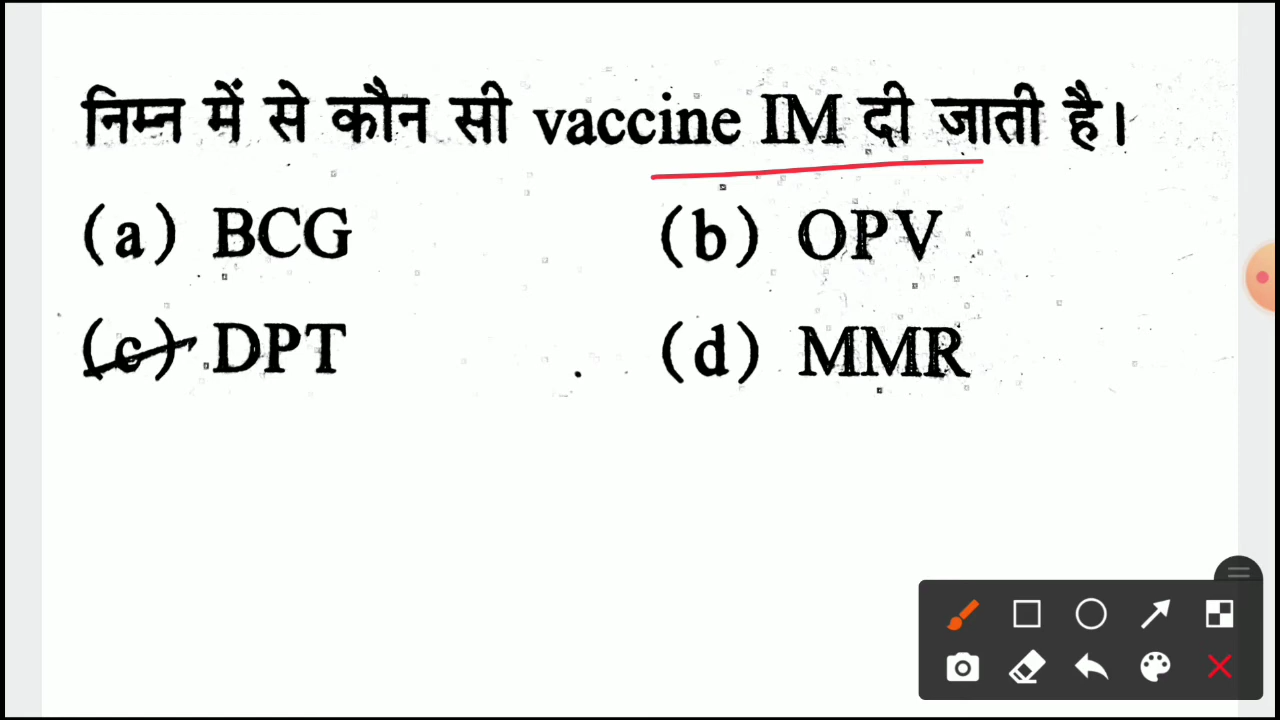 निम्न में से कौन सी vaccine IM दी जाती है।
(a) BCG (b) OPV
(c) DPT (d) MMR